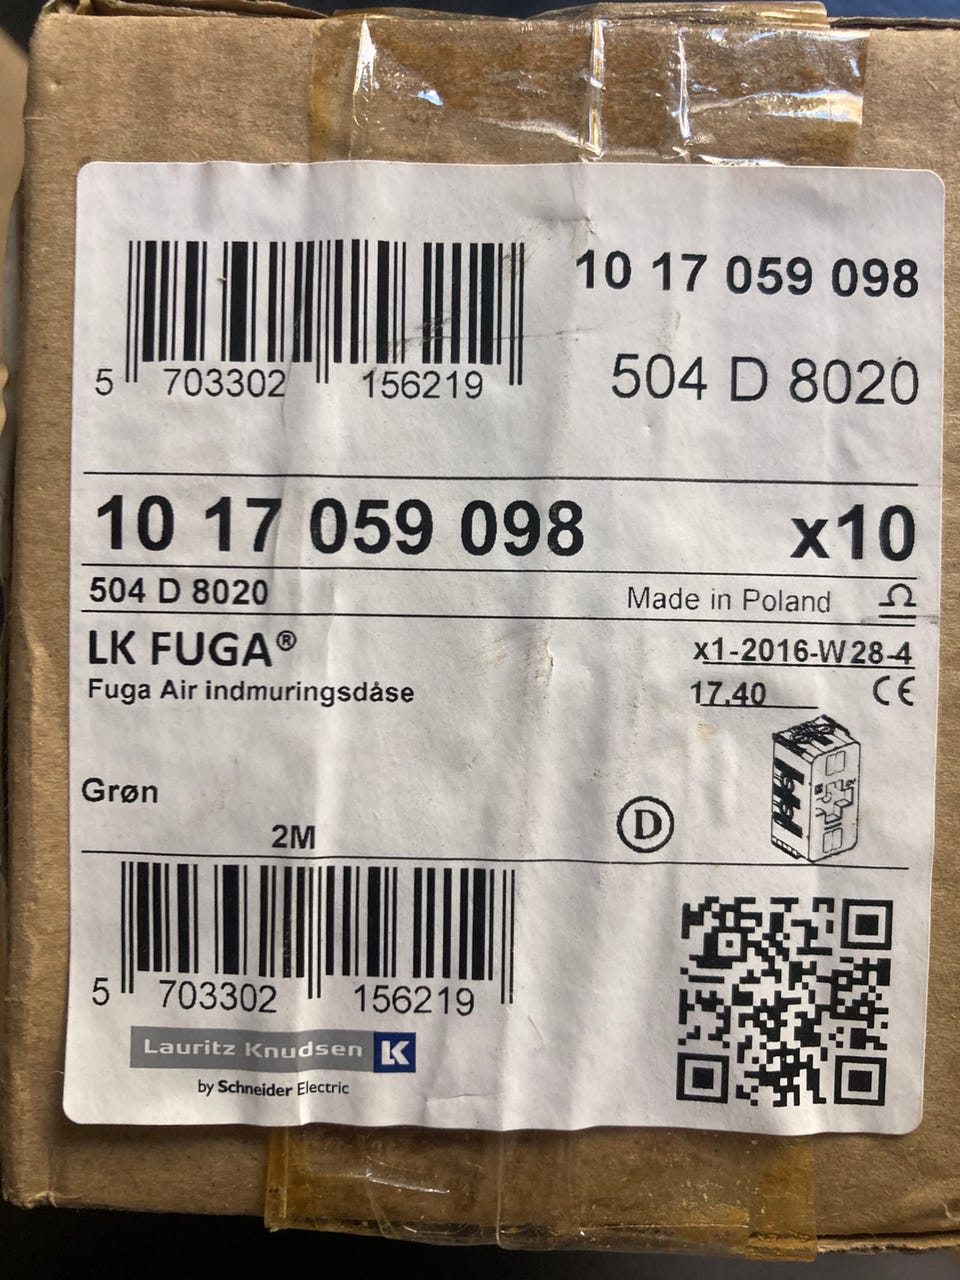 10 17 059 098
5 703302 156219
504 D 8020
10 17 059 098 x10
504 D 8020 Made in Poland
LK FUGA® x1-2016-W28-4
Fuga Air indmuringsdåse 17.40 CE
Grøn
2M D
5 703302 156219
Lauritz Knudsen LK
by Schneider Electric